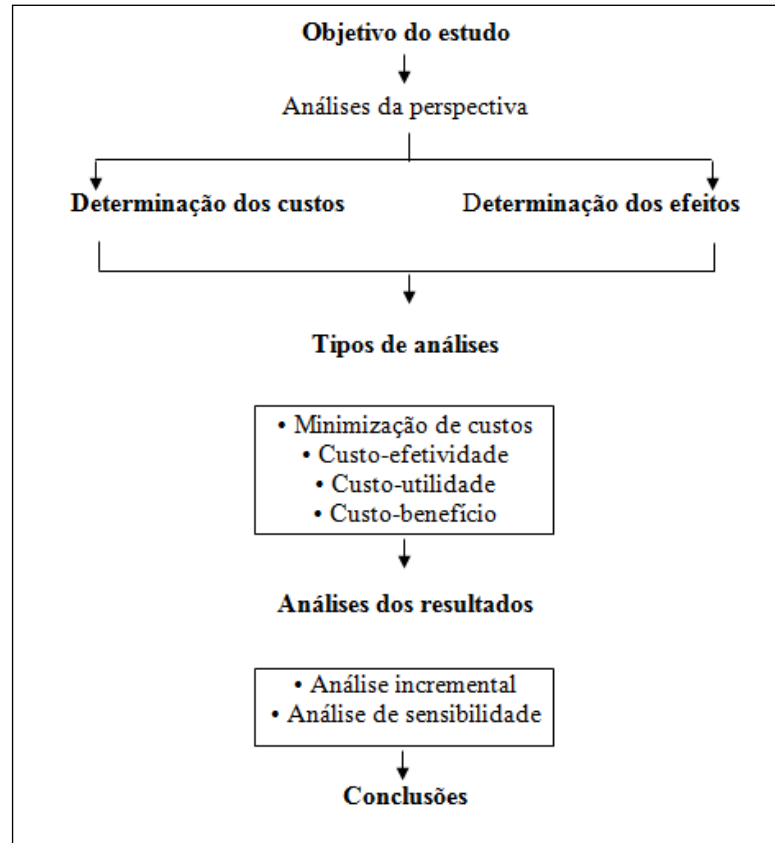 Objetivo do estudo
Análises da perspectiva
Determinação dos custos
Determinação dos efeitos
Tipos de análises
• Minimização de custos
• Custo-efetividade
• Custo-utilidade
• Custo-benefício
Análises dos resultados
• Análise incremental
• Análise de sensibilidade
Conclusões